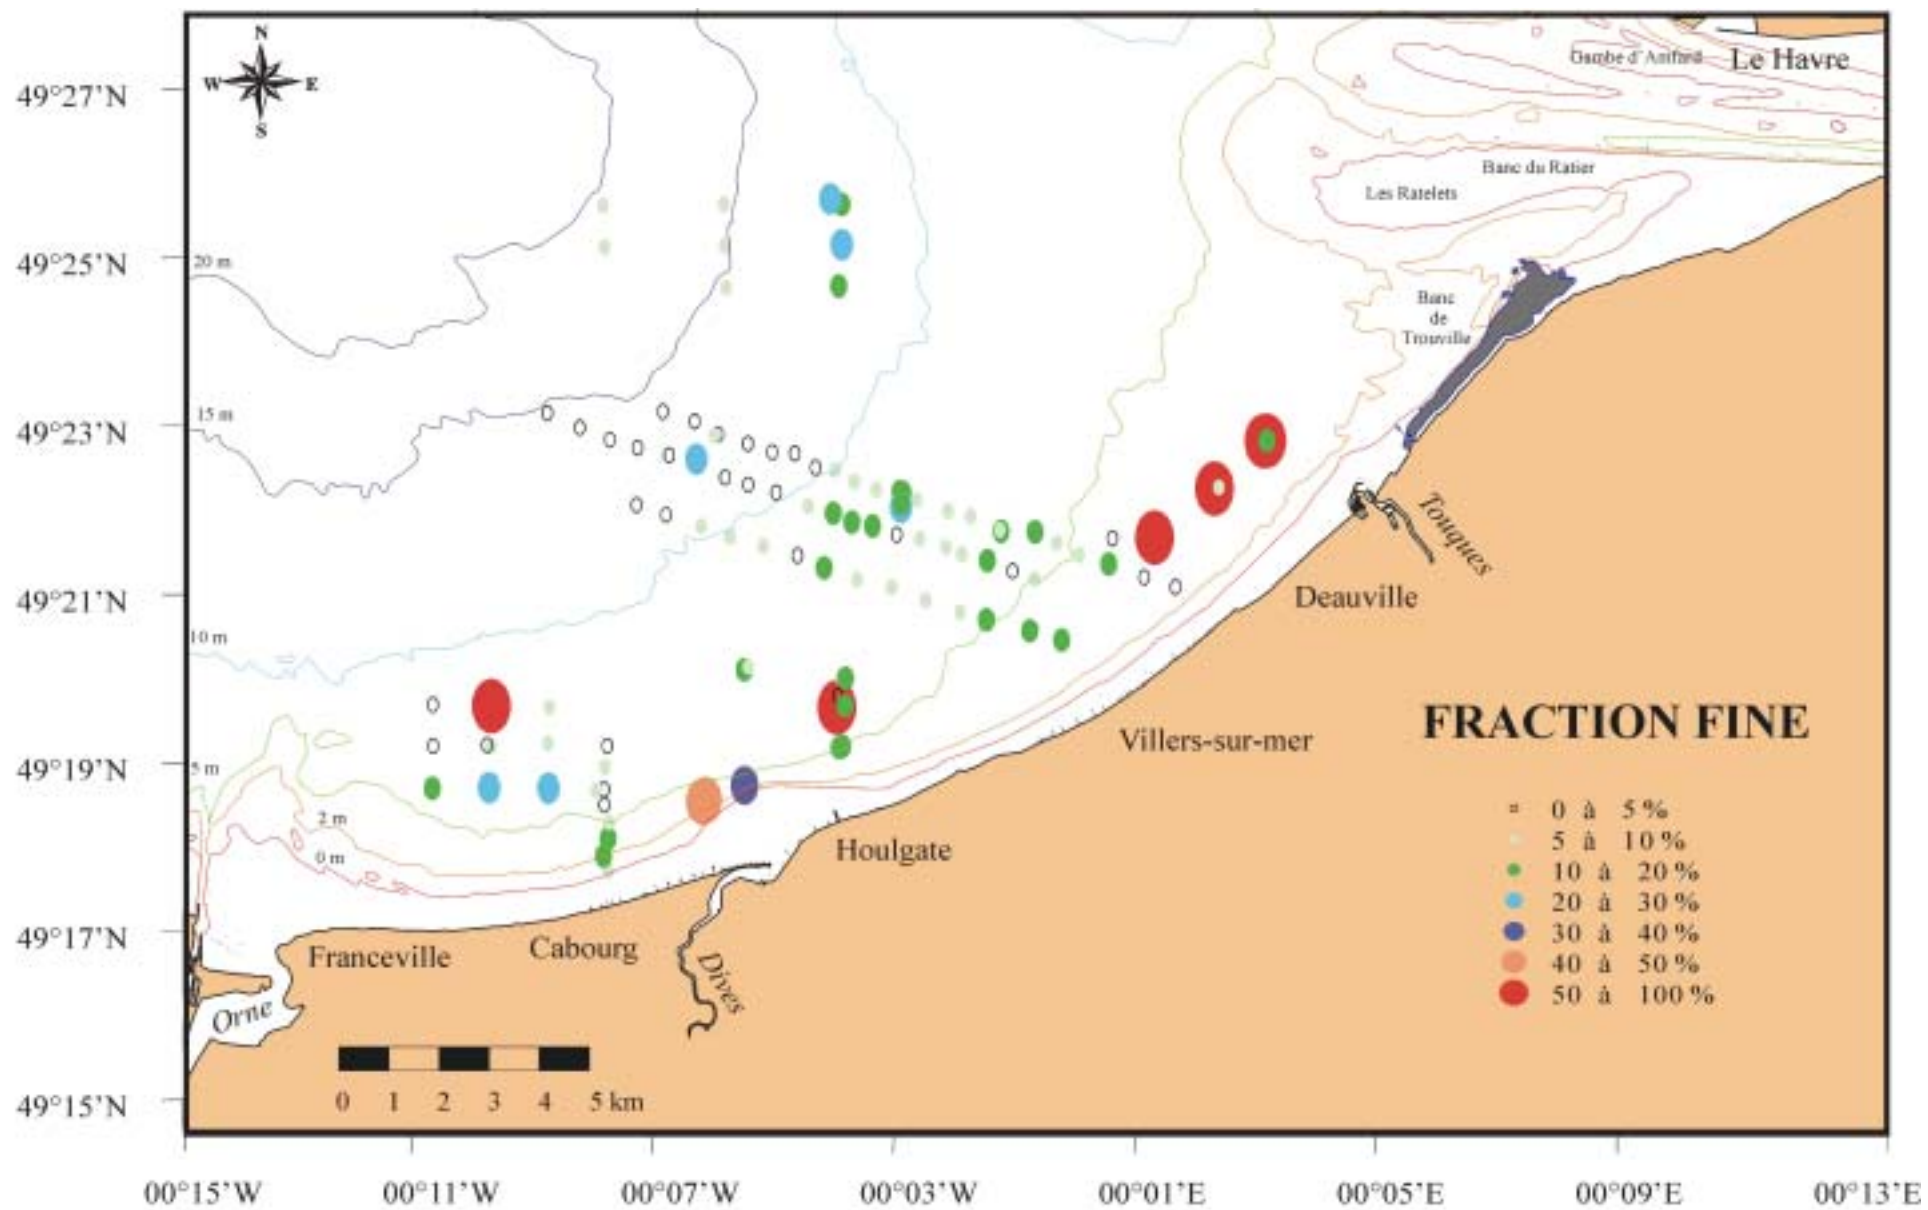 N
W E
S
49°27'N
49°25'N
49°23'N
49°21'N
49°19'N
49°17'N
49°15'N
Gambe d'Amfard
Le Havre
Banc du Ratier
Les Ratelets
20 m
Banc
de
Trouville
15 m
Touques
Deauville
10 m
FRACTION FINE
Villers-sur-mer
5 m
2 m
0 m
Houlgate
0 à 5 %
5 à 10 %
10 à 20 %
20 à 30 %
30 à 40 %
40 à 50 %
50 à 100 %
Franceville
Cabourg
Dives
Orne
0 1 2 3 4 5 km
00°15'W 00°11'W 00°07'W 00°03'W 00°01'E 00°05'E 00°09'E 00°13'E